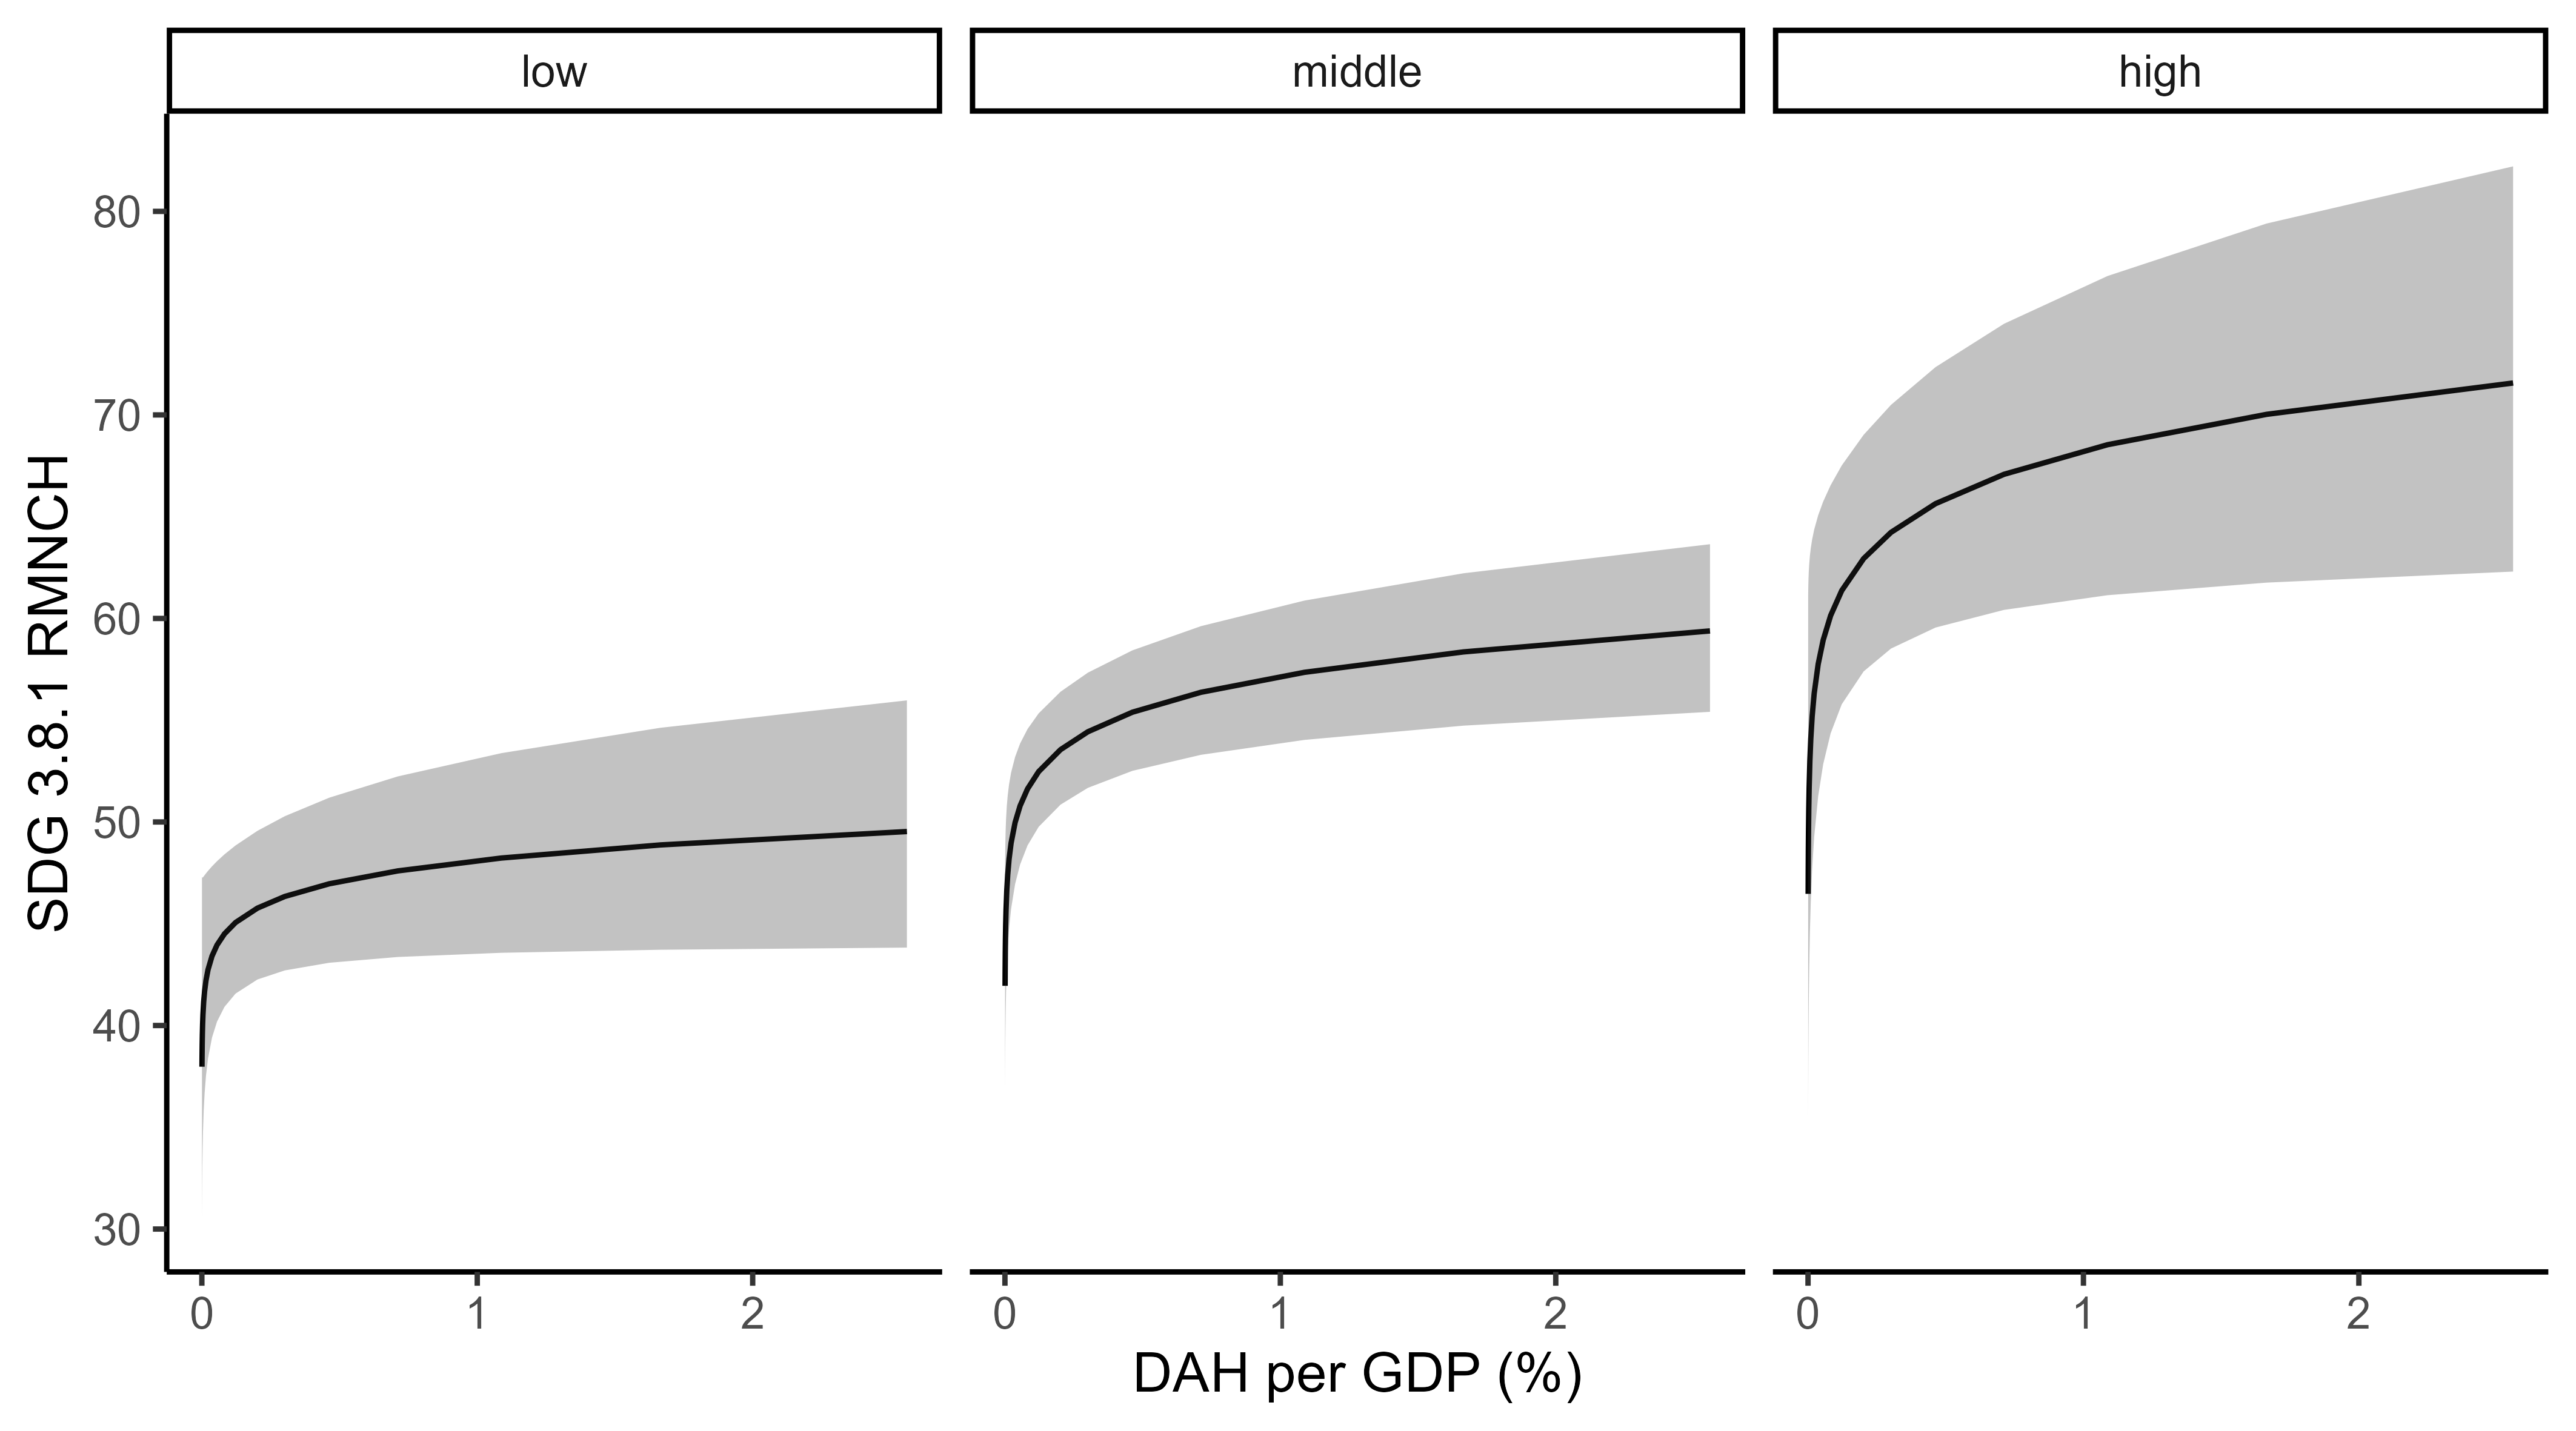 low
middle
high
SDG 3.8.1 RMNCH
80
70
60
50
40
30
0 1 2
0 1 2
0 1 2
DAH per GDP (%)